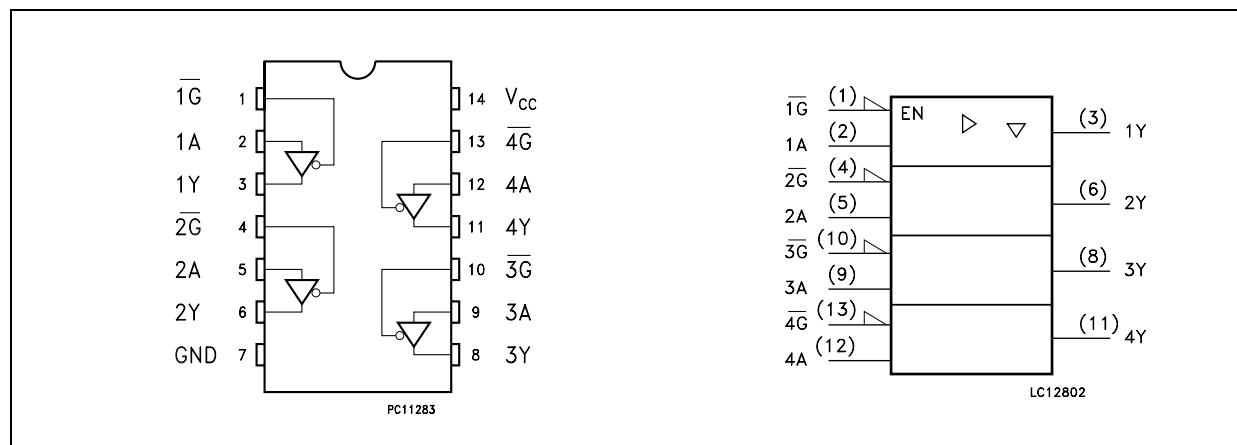 1G 1
1A 2
1Y 3
2G 4
2A 5
2Y 6
GND 7
14 VCC
13 4G
12 4A
11 4Y
10 3G
9 3A
8 3Y
PC11283
1G (1)
1A (2)
2G (4)
2A (5)
3G (10)
3A (9)
4G (13)
4A (12)
EN
(3) 1Y
(6) 2Y
(8) 3Y
(11) 4Y
LC12802